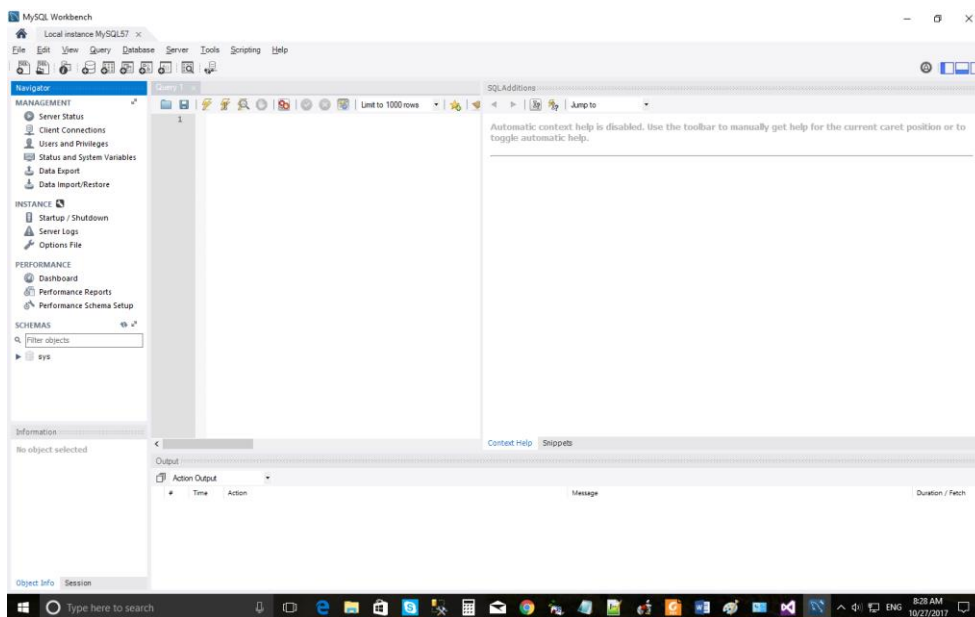 MySQL Workbench
Local instance MySQL57 ×
File Edit View Query Database Server Tools Scripting Help
Navigator
MANAGEMENT
Server Status
Client Connections
Users and Privileges
Status and System Variables
Data Export
Data Import/Restore
INSTANCE
Startup / Shutdown
Server Logs
Options File
PERFORMANCE
Dashboard
Performance Reports
Performance Schema Setup
SCHEMAS
Filter objects
sys
Information
No object selected
Object Info Session
Query 1
Limit to 1000 rows
1
SQLAdditions
Jump to
Automatic context help is disabled. Use the toolbar to manually get help for the current caret position or to
toggle automatic help.
Context Help Snippets
Output
Action Output
# Time Action Message Duration / Fetch
Type here to search
ENG
8:28 AM
10/27/2017